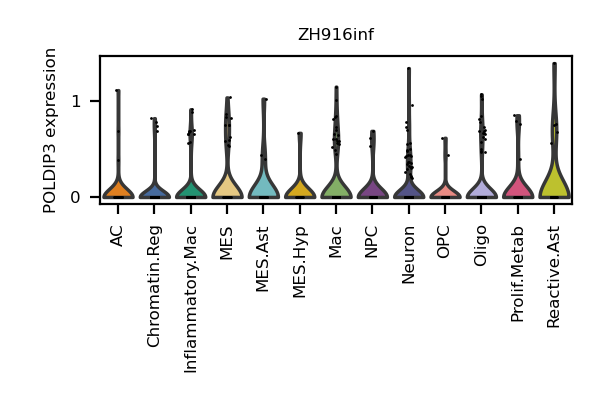 ZH916inf
POLDIP3 expression
1
0
AC
Chromatin.Reg
Inflammatory.Mac
MES
MES.Ast
MES.Hyp
Mac
NPC
Neuron
OPC
Oligo
Prolif.Metab
Reactive.Ast